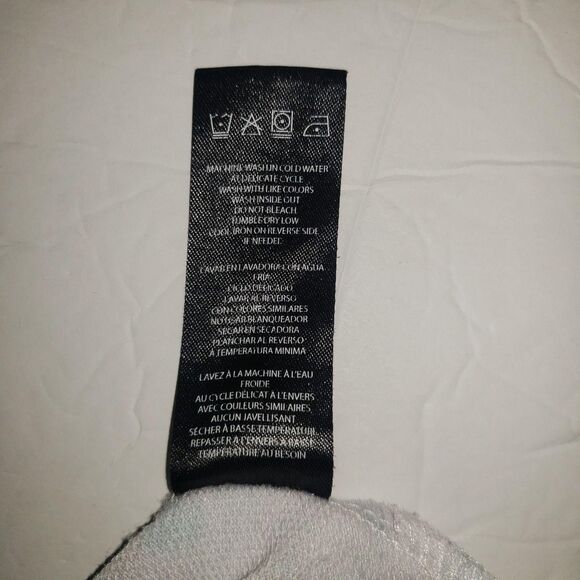 MACHINE WASH IN COLD WATER
AT DELICATE CYCLE
WASH WITH LIKE COLORS
WASH INSIDE OUT
DO NOT BLEACH
TUMBLE DRY LOW
COOL IRON ON REVERSE SIDE
IF NEEDED
LAVAR EN LAVADORA CON AGUA
FRIA
CICLO DELICADO
LAVAR AL REVERSO
CON COLORES SIMILARES
NO USAR BLANQUEADOR
SECAR EN SECADORA
PLANCHAR AL REVERSO
A TEMPERATURA MINIMA
LAVEZ À LA MACHINE À L'EAU
FROIDE
AU CYCLE DÉLICAT À L'ENVERS
AVEC COULEURS SIMILAIRES
AUCUN JAVELLISANT
SÉCHER À BASSE TEMPÉRATURE
REPASSER À L'ENVERS À BASSE
TEMPÉRATURE AU BESOIN